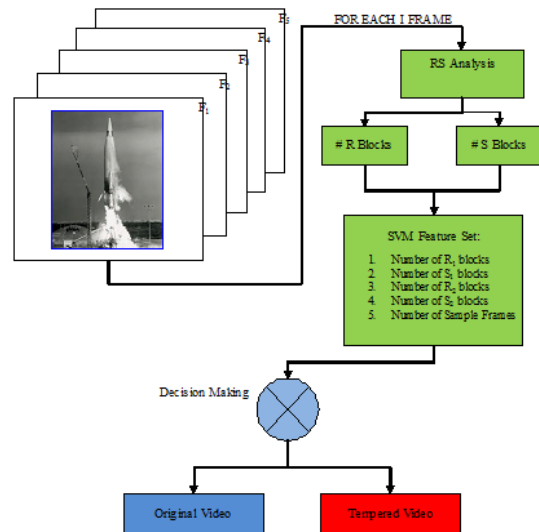 F5
F4
F3
F2
F1
FOR EACH I FRAME
RS Analysis
# R Blocks
# S Blocks
SVM Feature Set:
1. Number of R1 blocks
2 Number of S1 blocks
3. Number of R2 blocks
4. Number of S2 blocks
5. Number of Sample Frames
Decision Making
Original Video
Tempered Video